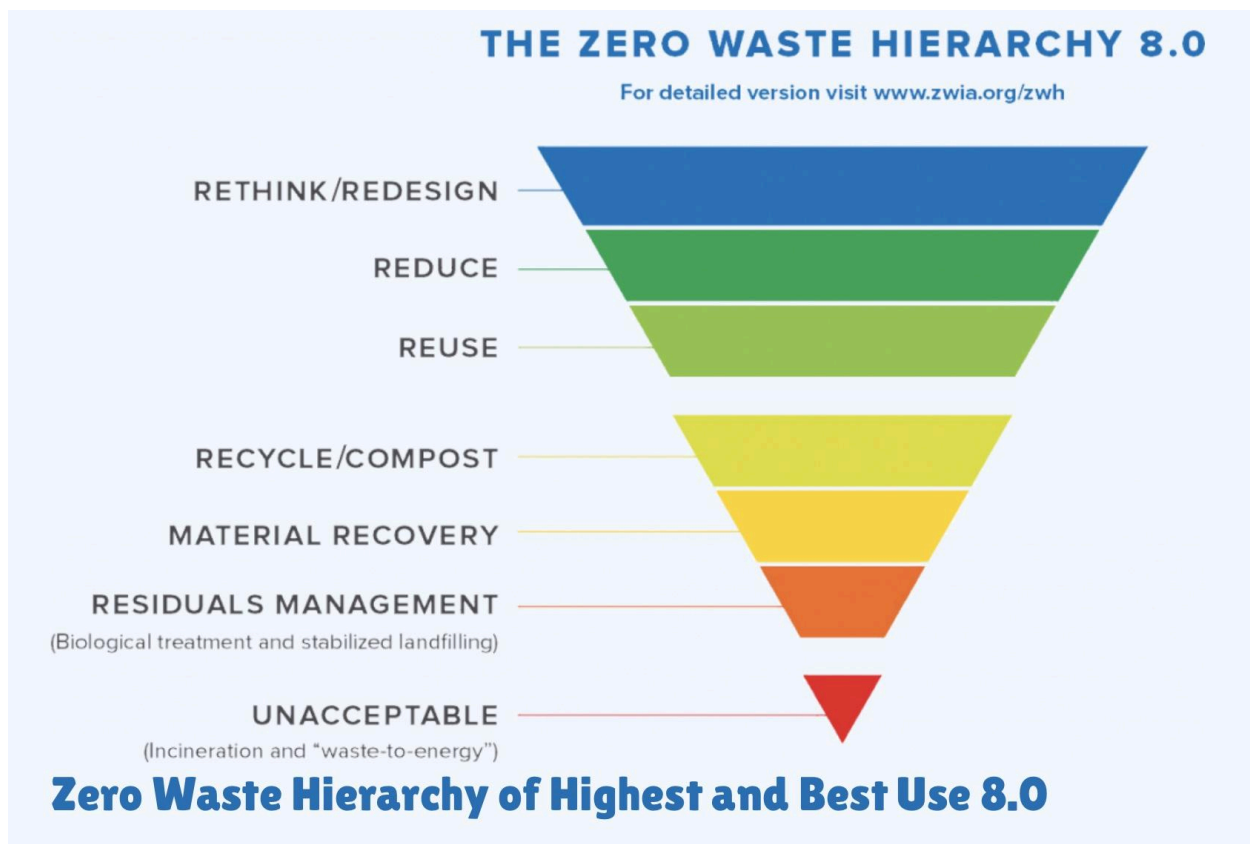 THE ZERO WASTE HIERARCHY 8.0
For detailed version visit www.zwia.org/zwh
RETHINK/REDESIGN
REDUCE
REUSE
RECYCLE/COMPOST
MATERIAL RECOVERY
RESIDUALS MANAGEMENT
(Biological treatment and stabilized landfilling)
UNACCEPTABLE
(Incineration and “waste-to-energy”)
Zero Waste Hierarchy of Highest and Best Use 8.0